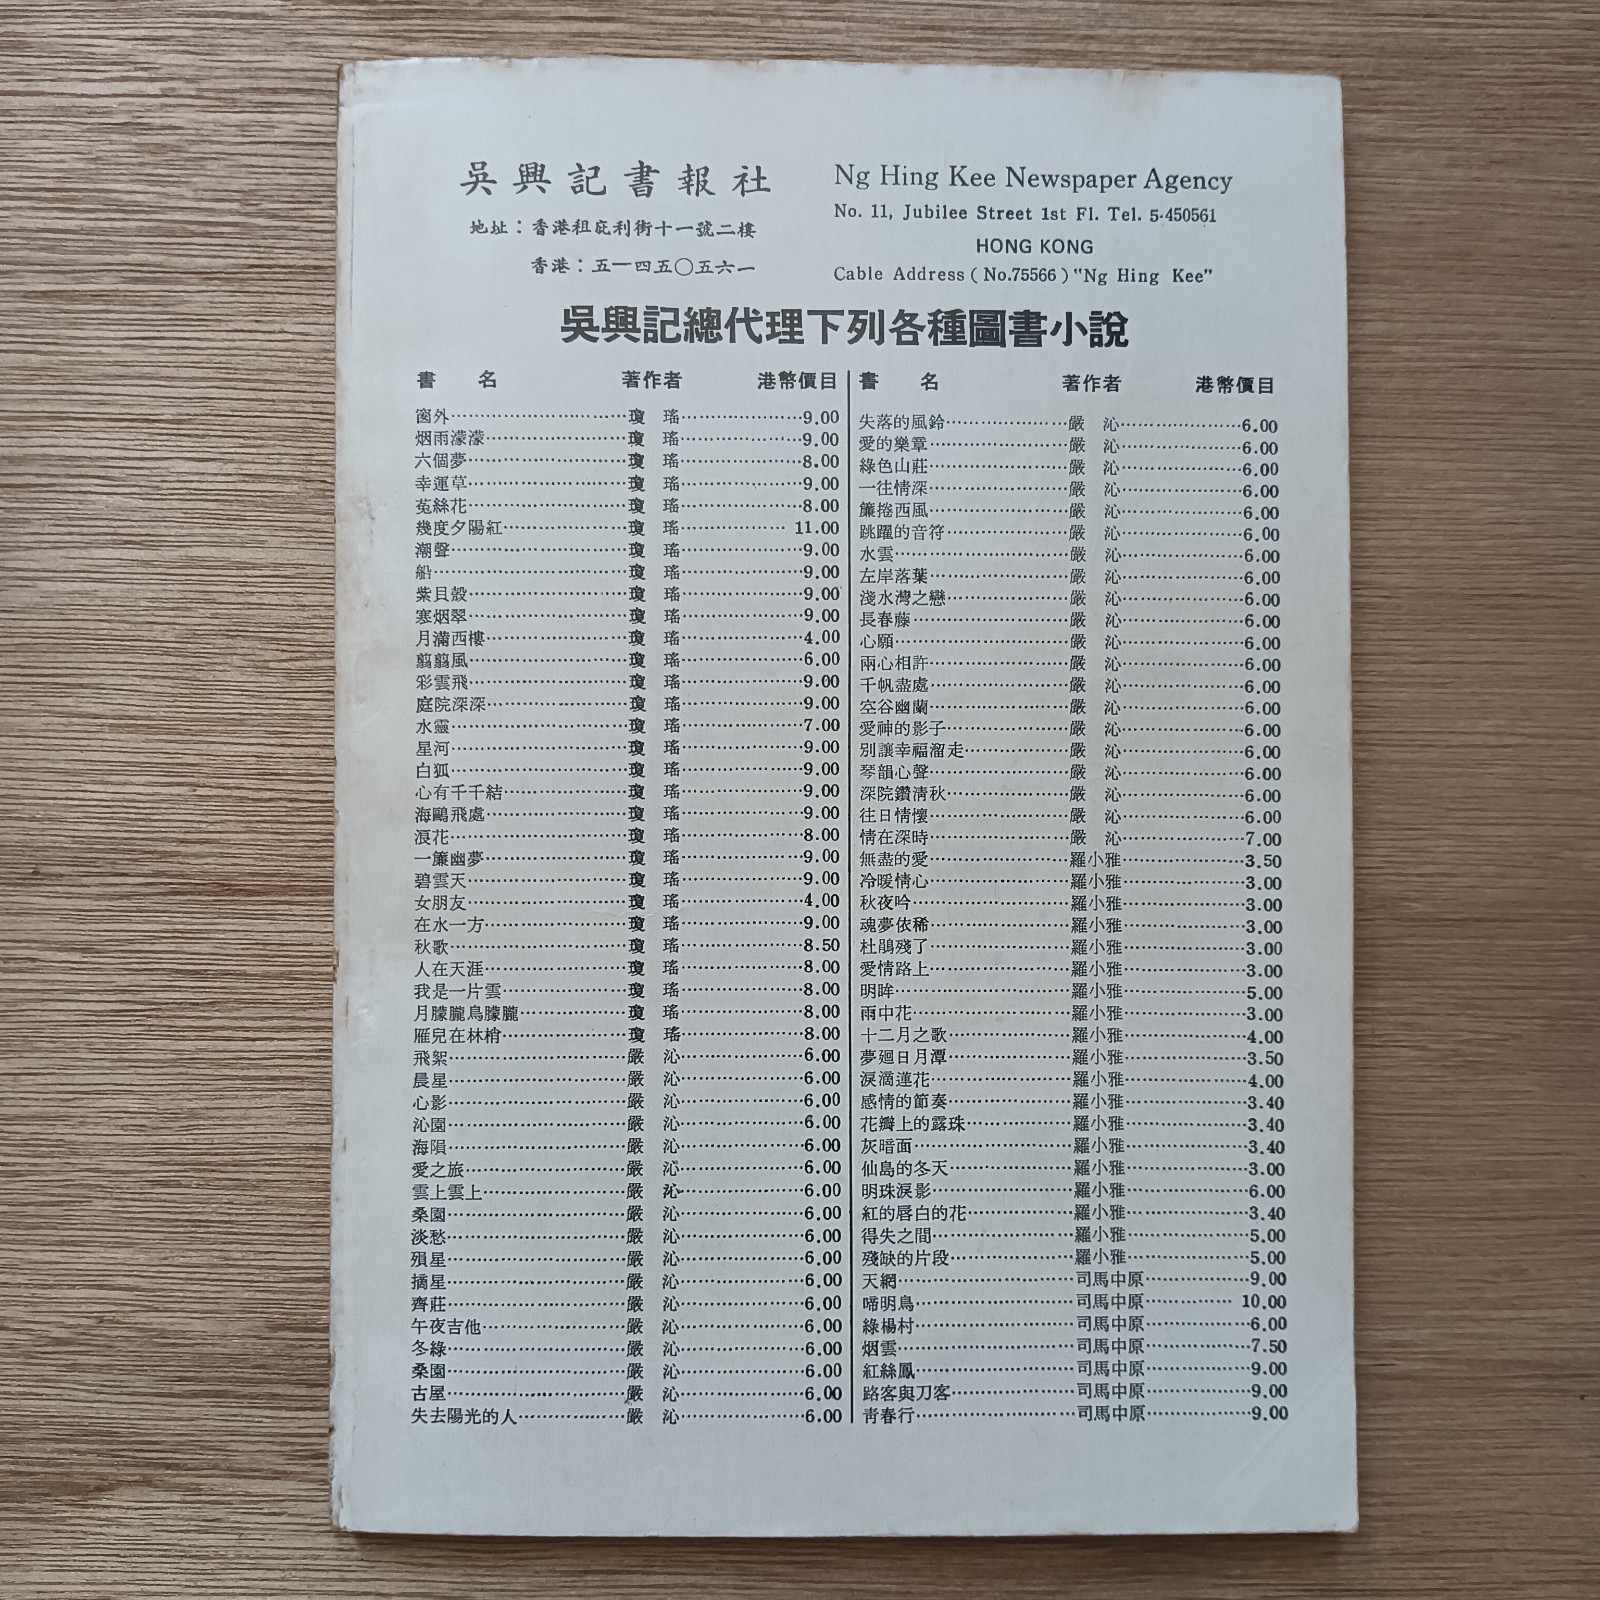 吳興記書報社
地址：香港租庇利街十一號二樓
香港：五一四五〇五六一
Ng Hing Kee Newspaper Agency
No. 11, Jubilee Street 1st Fl. Tel. 5-450561
HONG KONG
Cable Address (No.75566) "Ng Hing Kee"
吳興記總代理下列各種圖書小說
書 名 著作者 港幣價目
窗外 瓊瑤 9.00
烟雨濛濛 瓊瑤 9.00
六個夢 瓊瑤 8.00
幸運草 瓊瑤 9.00
菟絲花 瓊瑤 8.00
幾度夕陽紅 瓊瑤 11.00
潮聲 瓊瑤 9.00
船 瓊瑤 9.00
紫貝殼 瓊瑤 9.00
寒烟翠 瓊瑤 9.00
月滿西樓 瓊瑤 4.00
翦翦風 瓊瑤 6.00
彩雲飛 瓊瑤 9.00
庭院深深 瓊瑤 9.00
水靈 瓊瑤 7.00
星河 瓊瑤 9.00
白狐 瓊瑤 9.00
心有千千結 瓊瑤 9.00
海鷗飛處 瓊瑤 9.00
浪花 瓊瑤 8.00
一簾幽夢 瓊瑤 9.00
碧雲天 瓊瑤 9.00
女朋友 瓊瑤 4.00
在水一方 瓊瑤 9.00
秋歌 瓊瑤 8.50
人在天涯 瓊瑤 8.00
我是一片雲 瓊瑤 8.00
月朦朧鳥朦朧 瓊瑤 8.00
雁兒在林梢 瓊瑤 8.00
飛絮 嚴沁 6.00
晨星 嚴沁 6.00
心影 嚴沁 6.00
沁園 嚴沁 6.00
海隕 嚴沁 6.00
愛之旅 嚴沁 6.00
雲上雲上 嚴沁 6.00
桑園 嚴沁 6.00
淡愁 嚴沁 6.00
殞星 嚴沁 6.00
摘星 嚴沁 6.00
齊莊 嚴沁 6.00
午夜吉他 嚴沁 6.00
冬綠 嚴沁 6.00
桑園 嚴沁 6.00
古屋 嚴沁 6.00
失去陽光的人 嚴沁 6.00
書 名 著作者 港幣價目
失落的風鈴 嚴沁 6.00
愛的樂章 嚴沁 6.00
綠色山莊 嚴沁 6.00
一往情深 嚴沁 6.00
簾捲西風 嚴沁 6.00
跳躍的音符 嚴沁 6.00
水雲 嚴沁 6.00
左岸落葉 嚴沁 6.00
淺水灣之戀 嚴沁 6.00
長春藤 嚴沁 6.00
心願 嚴沁 6.00
兩心相許 嚴沁 6.00
千帆盡處 嚴沁 6.00
空谷幽蘭 嚴沁 6.00
愛神的影子 嚴沁 6.00
別讓幸福溜走 嚴沁 6.00
琴韻心聲 嚴沁 6.00
深院鑽清秋 嚴沁 6.00
往日情懷 嚴沁 6.00
情在深時 嚴沁 7.00
無盡的愛 羅小雅 3.50
冷暖情心 羅小雅 3.00
秋夜吟 羅小雅 3.00
魂夢依稀 羅小雅 3.00
杜鵑殘了 羅小雅 3.00
愛情路上 羅小雅 3.00
明眸 羅小雅 5.00
雨中花 羅小雅 3.00
十二月之歌 羅小雅 4.00
夢迴日月潭 羅小雅 3.50
淚滴蓮花 羅小雅 4.00
感情的節奏 羅小雅 3.40
花瓣上的露珠 羅小雅 3.40
灰暗面 羅小雅 3.40
仙島的冬天 羅小雅 3.00
明珠淚影 羅小雅 6.00
紅的唇白的花 羅小雅 3.40
得失之間 羅小雅 5.00
殘缺的片段 羅小雅 5.00
天網 司馬中原 9.00
啼明鳥 司馬中原 10.00
綠楊村 司馬中原 6.00
烟雲 司馬中原 7.50
紅絲鳳 司馬中原 9.00
路客與刀客 司馬中原 9.00
青春行 司馬中原 9.00